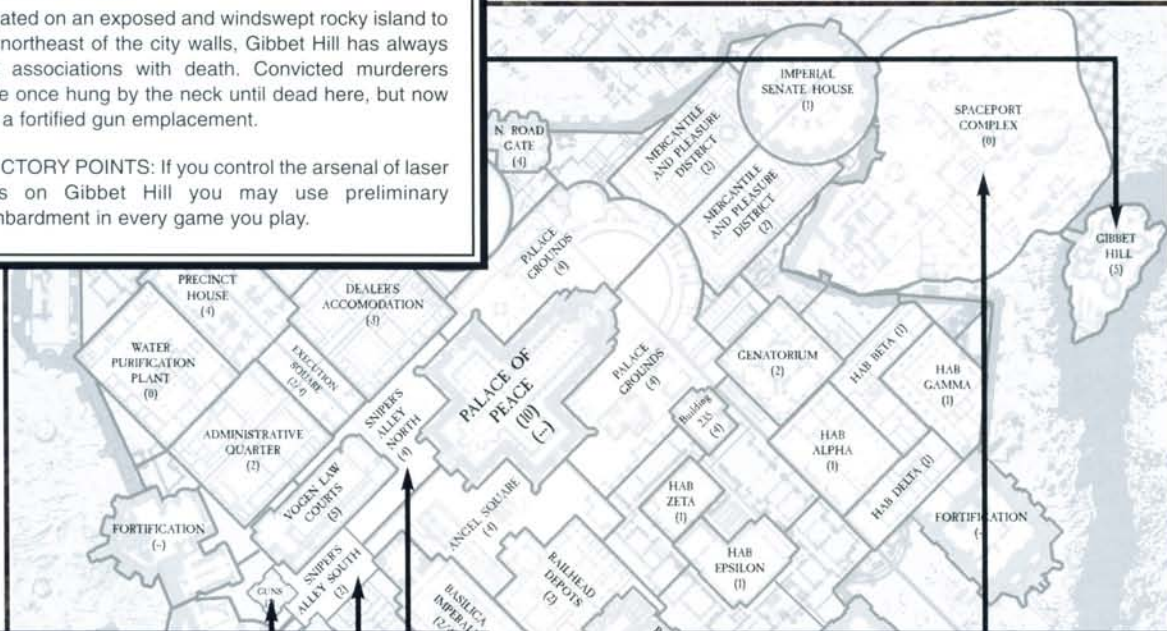 ated on an exposed and windswept rocky island to
northeast of the city walls, Gibbet Hill has always
associations with death. Convicted murderers
e once hung by the neck until dead here, but now
a fortified gun emplacement.
CTORY POINTS: If you control the arsenal of laser
s on Gibbet Hill you may use preliminary
mbardment in every game you play.
IMPERIAL
SENATE HOUSE
(1)
SPACEPORT
COMPLEX
(0)
N. ROAD
GATE
(4)
MERCANTILE
AND PLEASURE
DISTRICT
(2)
MERCANTILE
AND PLEASURE
DISTRICT
(2)
GIBBET
HILL
(5)
PALACE
GROUNDS
(4)
PRECINCT
HOUSE
(4)
DEALER'S
ACCOMODATION
(3)
WATER
PURIFICATION
PLANT
(0)
EXECUTION
SQUARE
(2/4)
SNIPER'S
ALLEY
NORTH
(4)
PALACE OF
PEACE
(10)
(-)
PALACE
GROUNDS
(4)
GENATORIUM
(2)
HAB BETA (1)
HAB
GAMMA
(1)
Building
235
(4)
ADMINISTRATIVE
QUARTER
(2)
HAB
ALPHA
(1)
VOGEN LAW
COURTS
(5)
HAB
ZETA
(1)
HAB DELTA (1)
FORTIFICATION
(-)
ANGEL SQUARE
(4)
FORTIFICATION
HAB
EPSILON
(1)
SNIPER'S
ALLEY SOUTH
(2)
RAILHEAD
DEPOTS
(2)
GUNS
BASILICA
IMPERALI